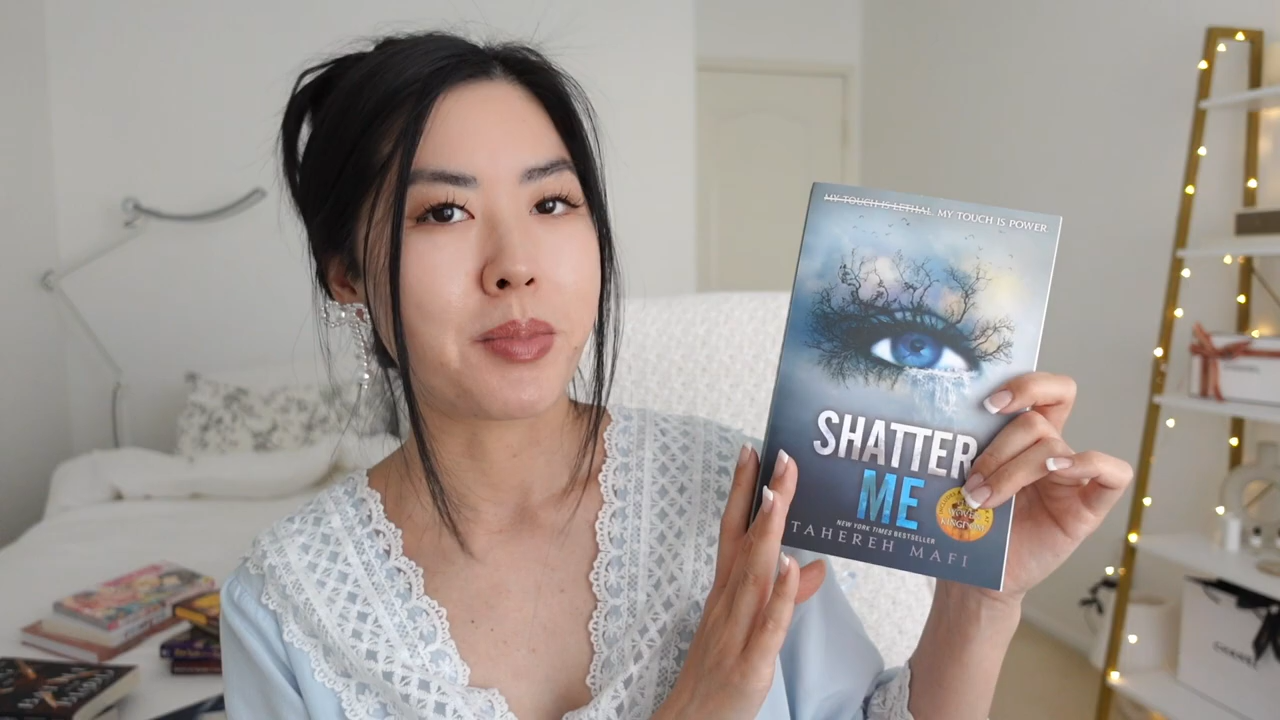 MY TOUCH IS LETHAL MY TOUCH IS POWER
SHATTER
ME
NEW YORK TIMES BESTSELLER
TAHEREH MAFI